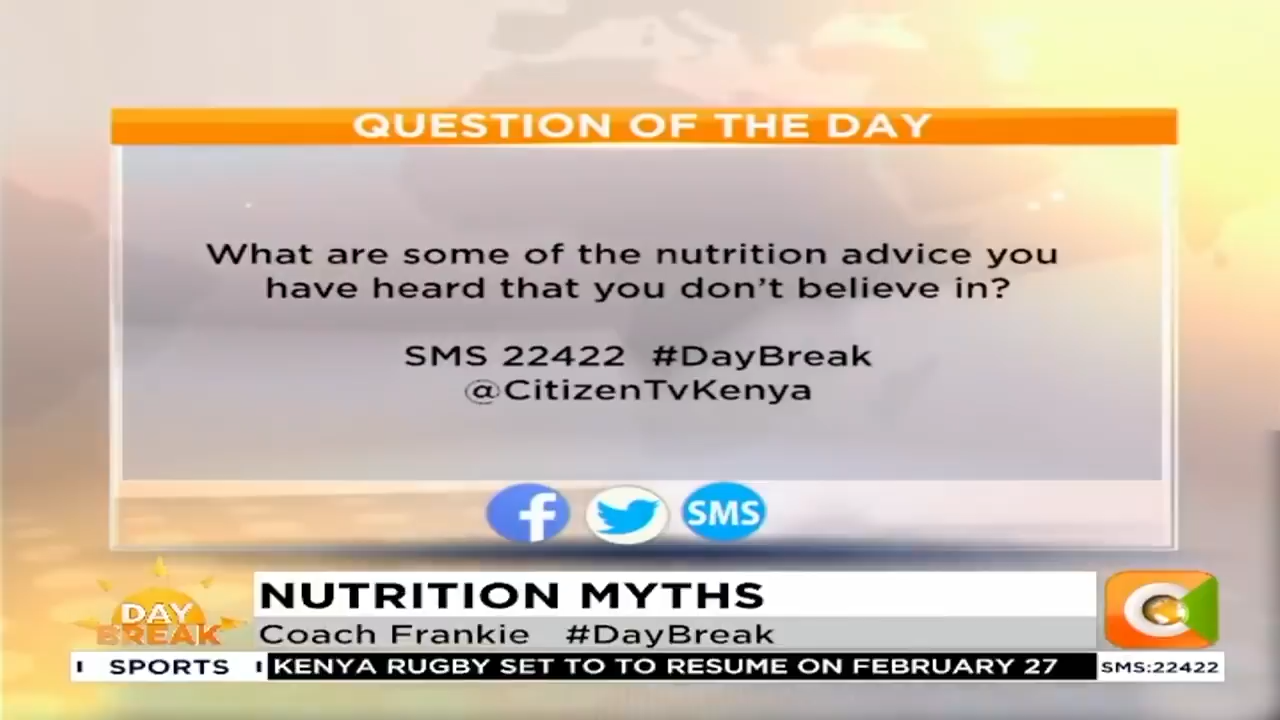 QUESTION OF THE DAY
What are some of the nutrition advice you
have heard that you don't believe in?
SMS 22422 #DayBreak
@CitizenTvKenya
f
SMS
NUTRITION MYTHS
Coach Frankie #DayBreak
DAY
BREAK
C
SPORTS
KENYA RUGBY SET TO TO RESUME ON FEBRUARY 27
SMS:22422